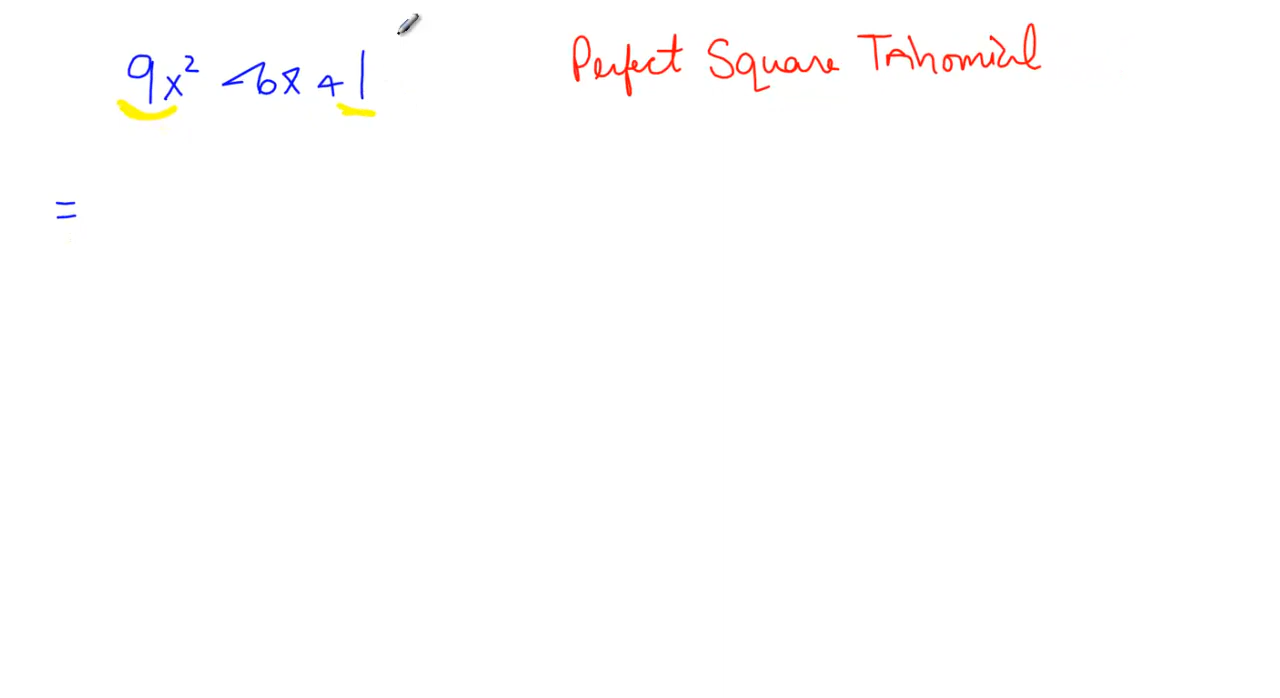 9x² -6x +1
Perfect Square Trinomial
=